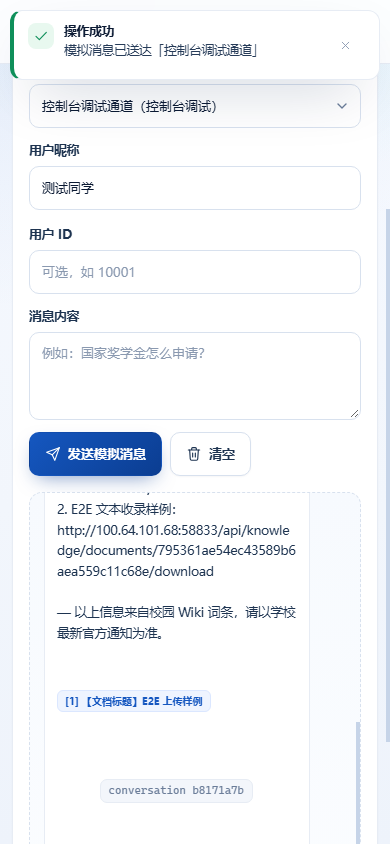 操作成功
模拟消息已送达「控制台调试通道」
控制台调试通道（控制台调试）
用户昵称
测试同学
用户 ID
可选，如 10001
消息内容
例如：国家奖学金怎么申请？
发送模拟消息
清空
2. E2E 文本收录样例：
http://100.64.101.68:58833/api/knowle
dge/documents/795361ae54ec43589b6
aea559c11c68e/download
— 以上信息来自校园 Wiki 词条，请以学校
最新官方通知为准。
[1] 【文档标题】E2E 上传样例
conversation b8171a7b